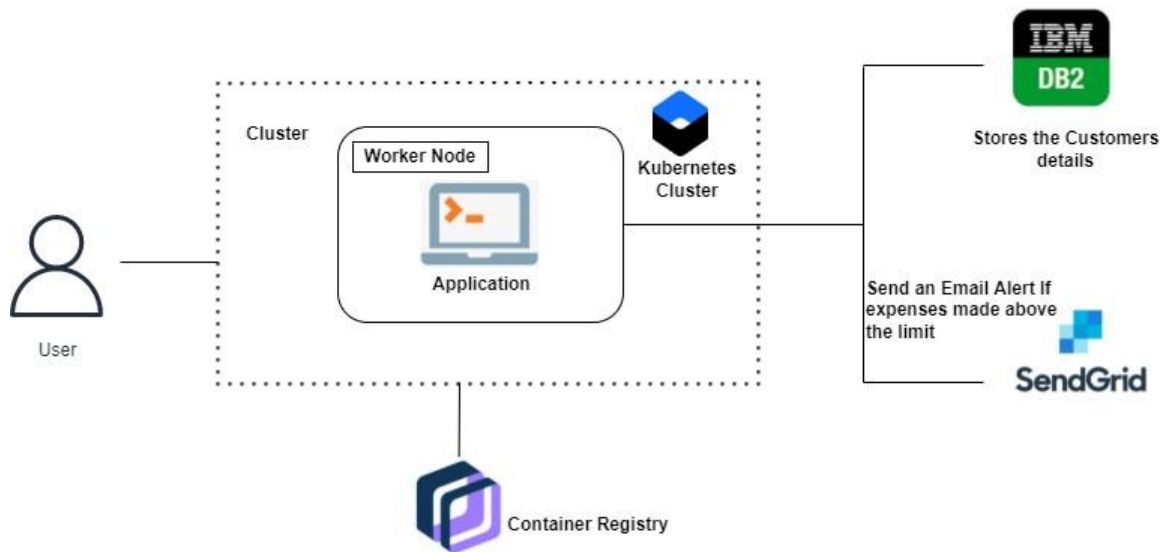 IBM
DB2
Stores the Customers
details
Cluster
Worker Node
Kubernetes
Cluster
Application
User
Send an Email Alert If
expenses made above
the limit
SendGrid
Container Registry